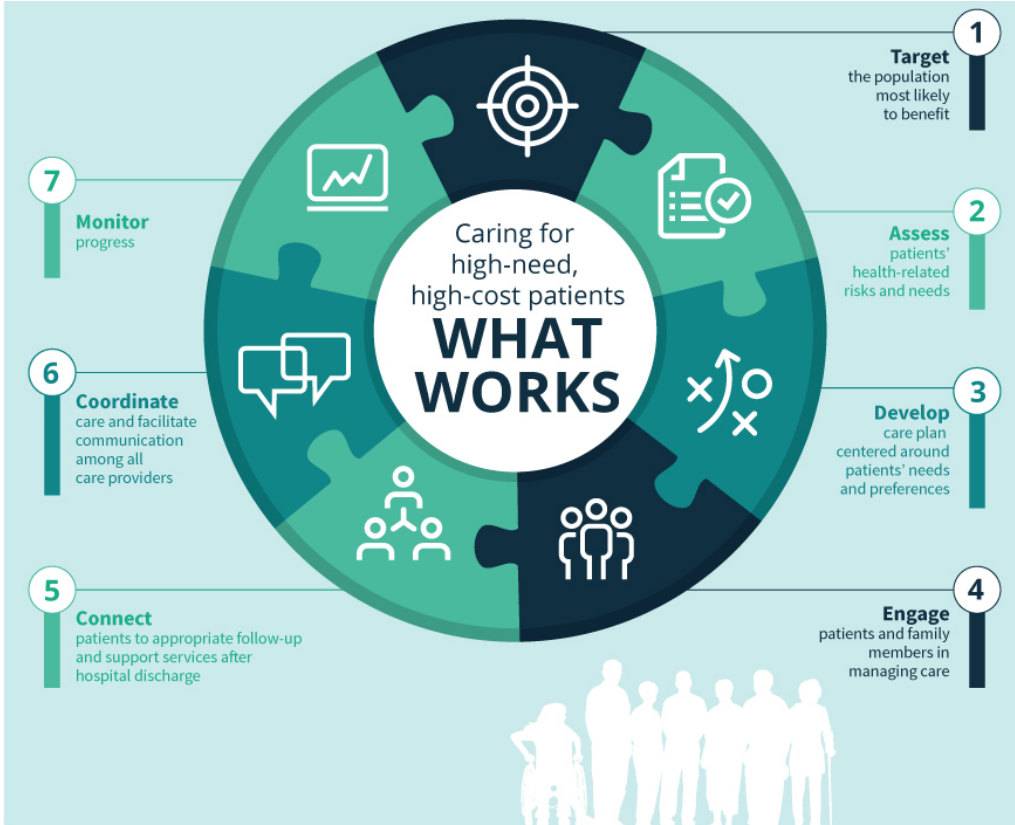 Caring for
high-need,
high-cost patients
WHAT
WORKS
1
Target
the population
most likely
to benefit
2
Assess
patients'
health-related
risks and needs
3
Develop
care plan
centered around
patients' needs
and preferences
4
Engage
patients and family
members in
managing care
5
Connect
patients to appropriate follow-up
and support services after
hospital discharge
6
Coordinate
care and facilitate
communication
among all
care providers
7
Monitor
progress